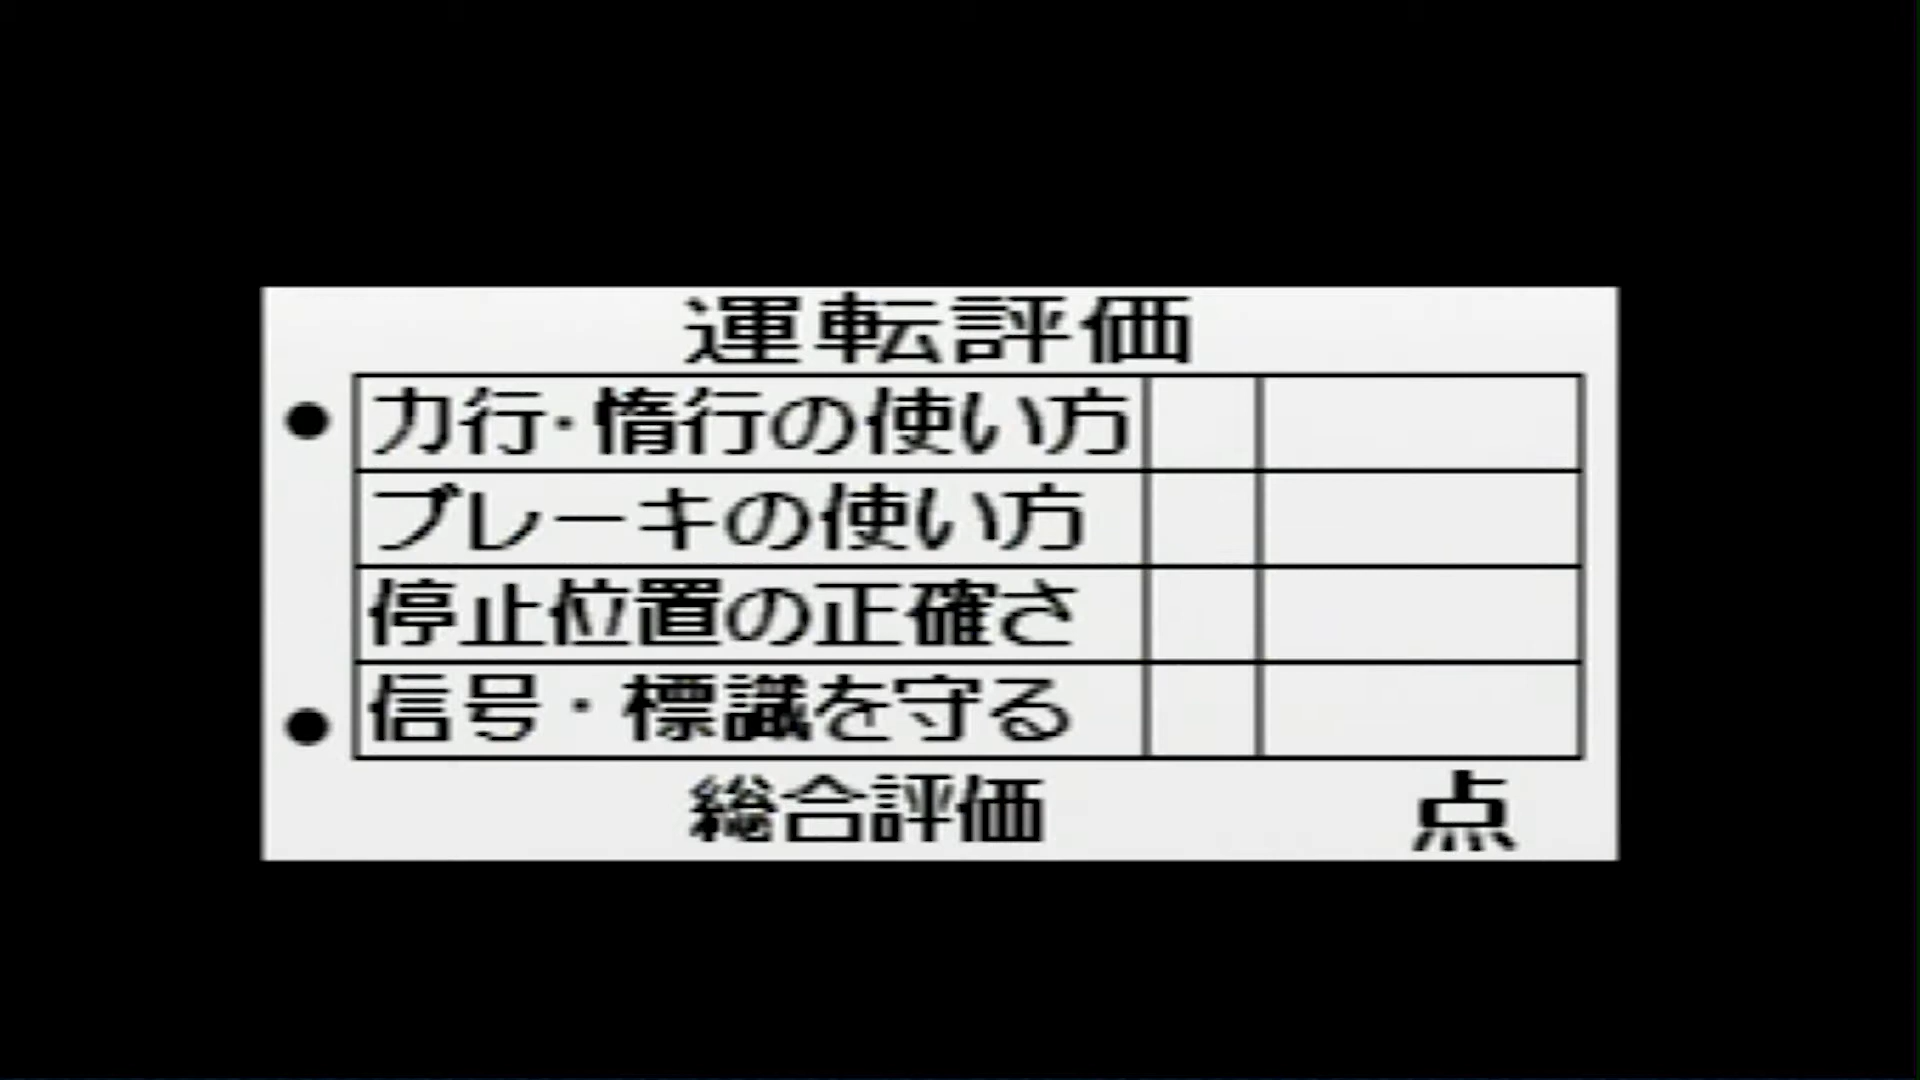 運転評価
力行・惰行の使い方
ブレーキの使い方
停止位置の正確さ
信号・標識を守る
総合評価 点